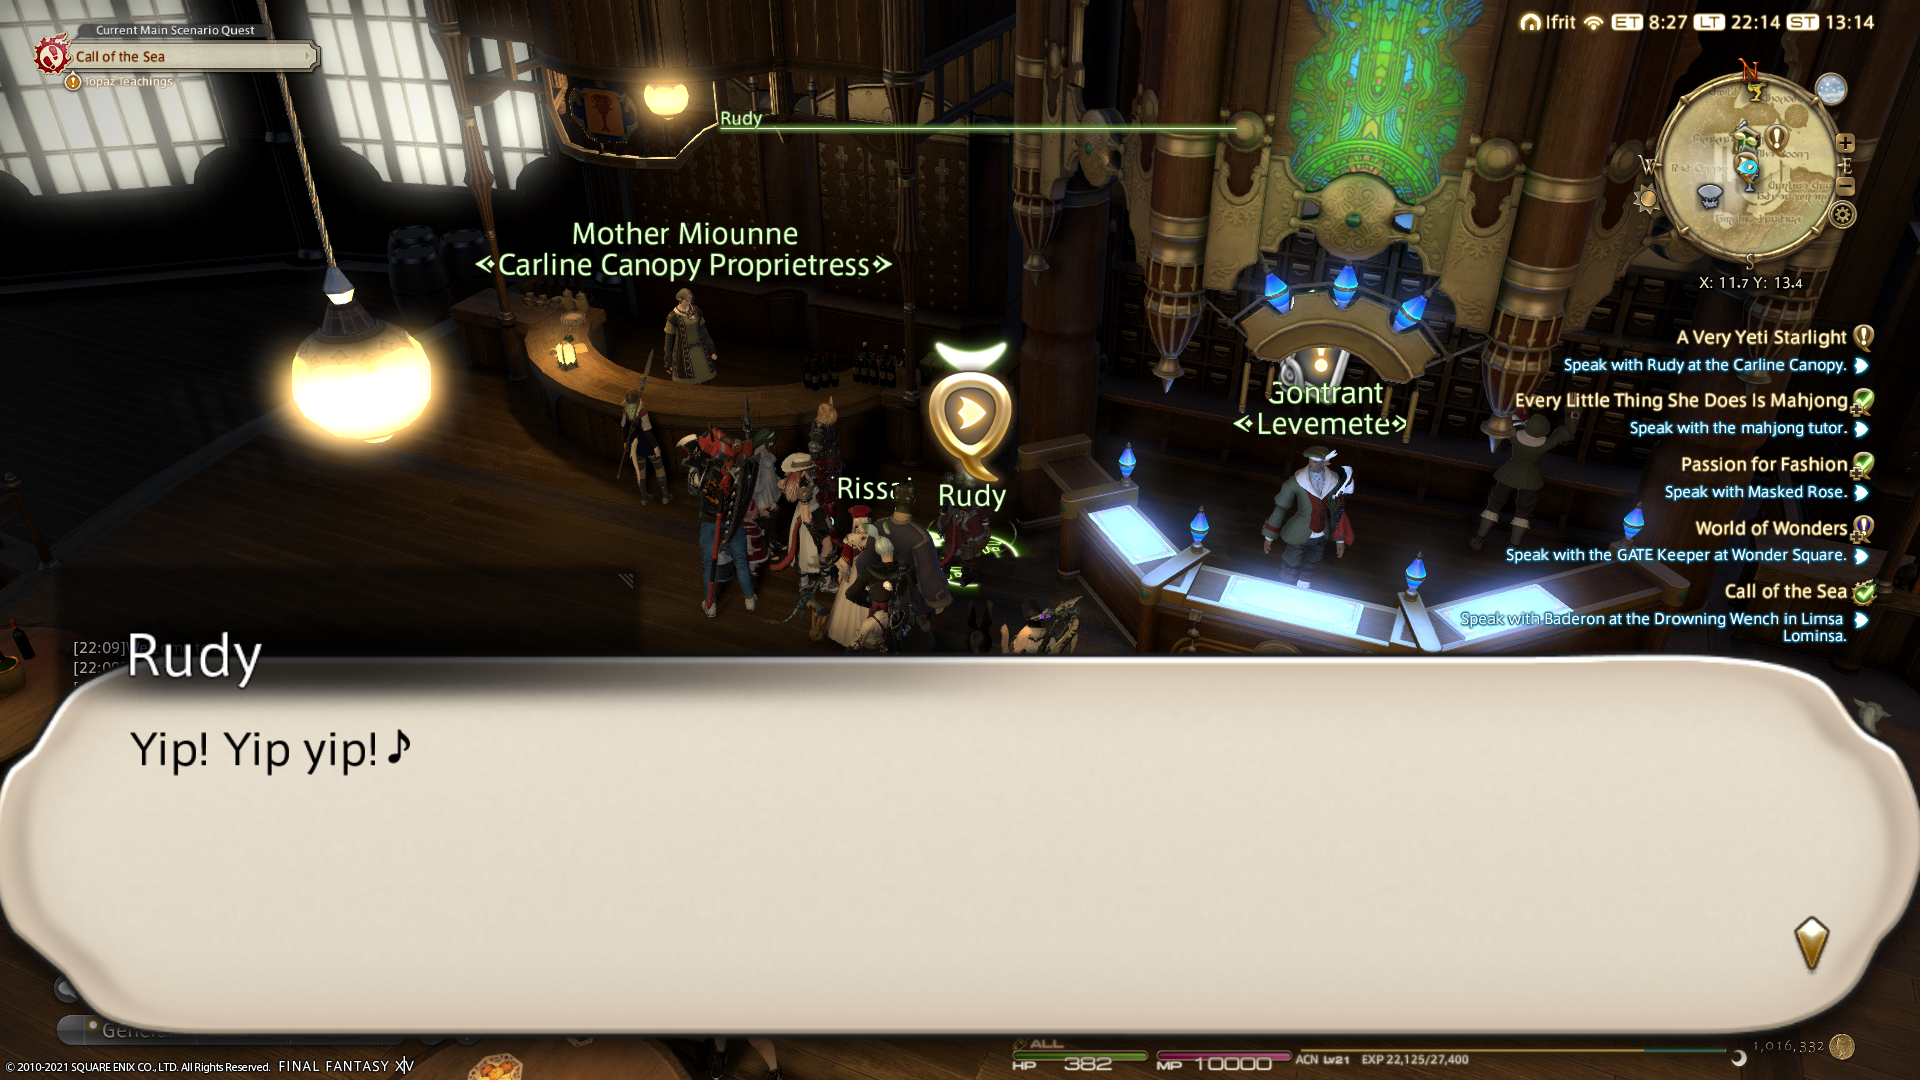 Current Main Scenario Quest
Call of the Sea
Topaz Teachings
Ifrit ET 8:27 LT 22:14 ST 13:14
Rudy
N
W
E
S
X: 11.7 Y: 13.4
Mother Miounne
Carline Canopy Proprietress
Gontrant
Levemete
Rissa
Rudy
A Very Yeti Starlight
Speak with Rudy at the Carline Canopy.
Every Little Thing She Does Is Mahjong
Speak with the mahjong tutor.
Passion for Fashion
Speak with Masked Rose.
World of Wonders
Speak with the GATE Keeper at Wonder Square.
Call of the Sea
Speak with Baderon at the Drowning Wench in Limsa
Lominsa.
[22:09]
Rudy
Yip! Yip yip!♪
ALL
HP 382 MP 10000 ACN Lv21 EXP 22,125/27,400
1,016,332
© 2010-2021 SQUARE ENIX CO., LTD. All Rights Reserved. FINAL FANTASY XIV